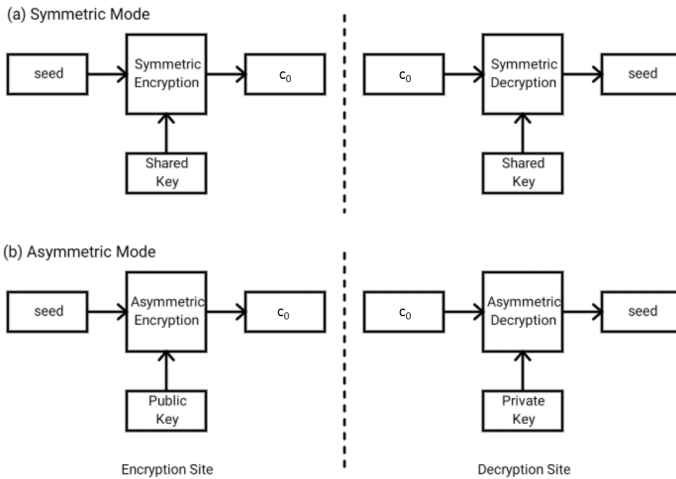 (a) Symmetric Mode
seed
Symmetric
Encryption
c₀
c₀
Symmetric
Decryption
seed
Shared
Key
Shared
Key
(b) Asymmetric Mode
seed
Asymmetric
Encryption
c₀
c₀
Asymmetric
Decryption
seed
Public
Key
Private
Key
Encryption Site
Decryption Site